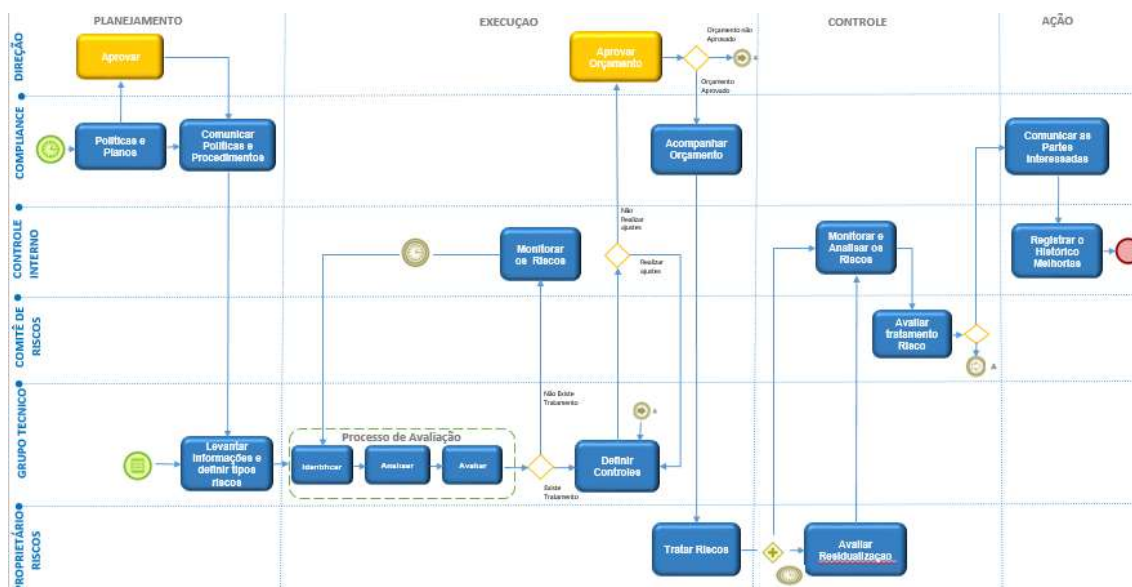 PLANEJAMENTO
EXECUÇAO
CONTROLE
AÇÃO
DIREÇÃO
Aprovar
Aprovar
Orçamento
Orçamento não
Aprovado
A
Orçamento
Aprovado
COMPLIANCE
Políticas e
Planos
Comunicar
Políticas e
Procedimentos
Acompanhar
Orçamento
Comunicar as
Partes
Interessadas
CONTROLE
INTERNO
Monitorar
os Riscos
Não
Realizar
ajustes
Realizar
ajustes
Monitorar e
Analisar os
Riscos
Registrar o
Histórico
Melhorias
COMITÊ DE
RISCOS
Avaliar
tratamento
Risco
A
GRUPO TECNICO
Não Existe
Tratamento
A
Processo de Avaliação
Levantar
Informações e
definir tipos
riscos
Identificar
Analisar
Avaliar
Definir
Controles
Existe
Tratamento
PROPRIETÁRIO
RISCOS
Tratar Riscos
Avaliar
Residualizaçao